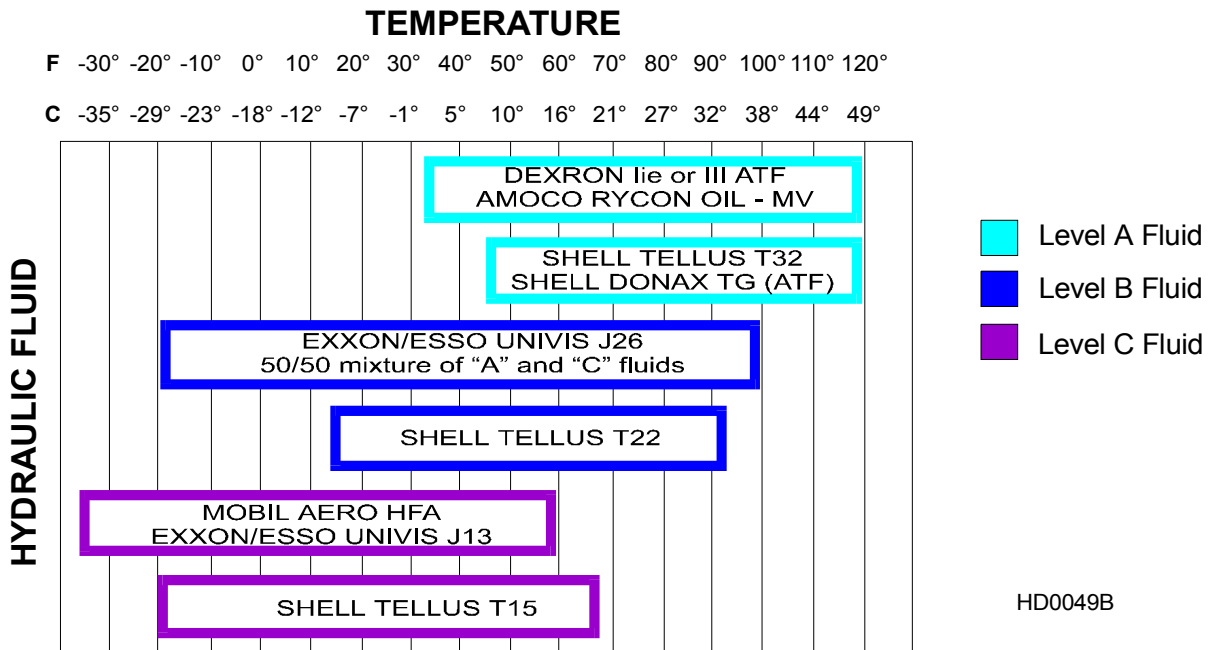 TEMPERATURE
F -30° -20° -10° 0° 10° 20° 30° 40° 50° 60° 70° 80° 90° 100° 110° 120°
C -35° -29° -23° -18° -12° -7° -1° 5° 10° 16° 21° 27° 32° 38° 44° 49°
HYDRAULIC FLUID
DEXRON Iie or III ATF
AMOCO RYCON OIL - MV
SHELL TELLUS T32
SHELL DONAX TG (ATF)
EXXON/ESSO UNIVIS J26
50/50 mixture of “A” and “C” fluids
SHELL TELLUS T22
MOBIL AERO HFA
EXXON/ESSO UNIVIS J13
SHELL TELLUS T15
Level A Fluid
Level B Fluid
Level C Fluid
HD0049B